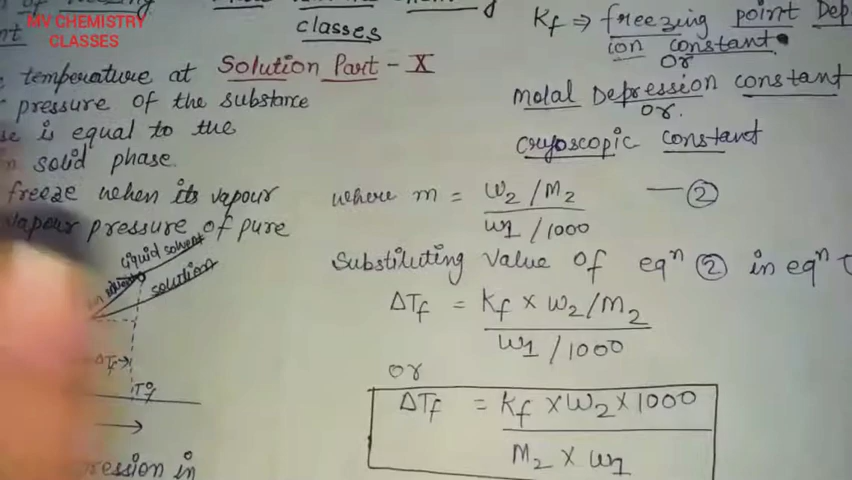 MV CHEMISTRY
CLASSES
classes
Solution Part - X
temperature at
pressure of the substance
is equal to the
solid phase.
freeze when its vapour
vapour pressure of pure
liquid solvent
solution
ΔTf
Tf°
ression in
Kf ⇒ freezing point Dep
ion constant
or
molal Depression constant
or.
cryoscopic constant
where m = w2/M2 — ②
w1/1000
Substituting value of eqn ② in eqn
ΔTf = Kf × w2/M2
w1/1000
or
ΔTf = Kf × w2 × 1000
M2 × w1